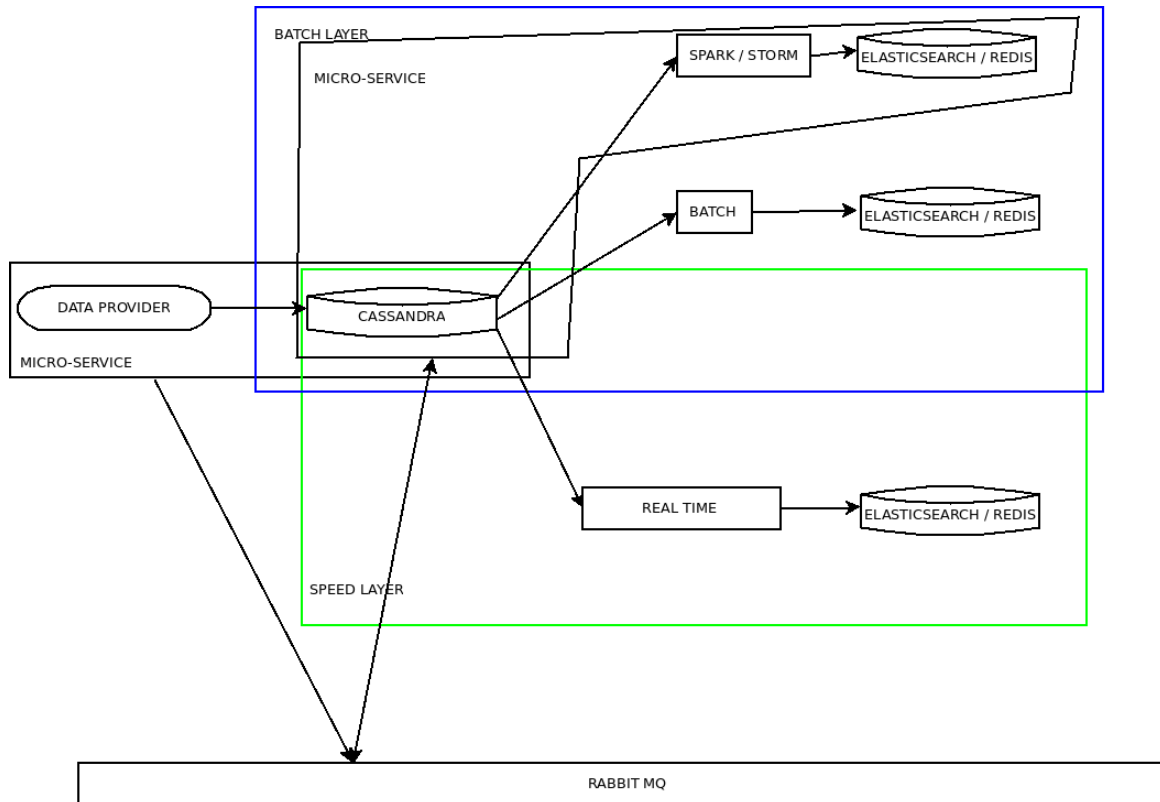 BATCH LAYER
SPARK / STORM
ELASTICSEARCH / REDIS
MICRO-SERVICE
BATCH
ELASTICSEARCH / REDIS
DATA PROVIDER
CASSANDRA
MICRO-SERVICE
REAL TIME
ELASTICSEARCH / REDIS
SPEED LAYER
RABBIT MQ